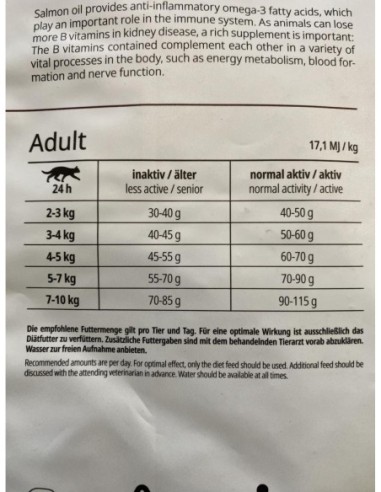 Salmon oil provides anti-inflammatory omega-3 fatty acids, which
play an important role in the immune system. As animals can lose
more B vitamins in kidney disease, a rich supplement is important:
The B vitamins contained complement each other in a variety of
vital processes in the body, such as energy metabolism, blood for-
mation and nerve function.
Adult
17,1 MJ/kg
24 h
inaktiv / älter
less active / senior
normal aktiv / aktiv
normal activity / active
2-3 kg 30-40 g 40-50 g
3-4 kg 40-45 g 50-60 g
4-5 kg 45-55 g 60-70 g
5-7 kg 55-70 g 70-90 g
7-10 kg 70-85 g 90-115 g
Die empfohlene Futtermenge gilt pro Tier und Tag. Für eine optimale Wirkung ist ausschließlich das
Diätfutter zu verfüttern. Zusätzliche Futtergaben sind mit dem behandelnden Tierarzt vorab abzuklären.
Wasser zur freien Aufnahme anbieten.
Recommended amounts are per day. For optimal effect, only the diet feed should be used. Additional feed should be
discussed with the attending veterinarian in advance. Water should be available at all times.